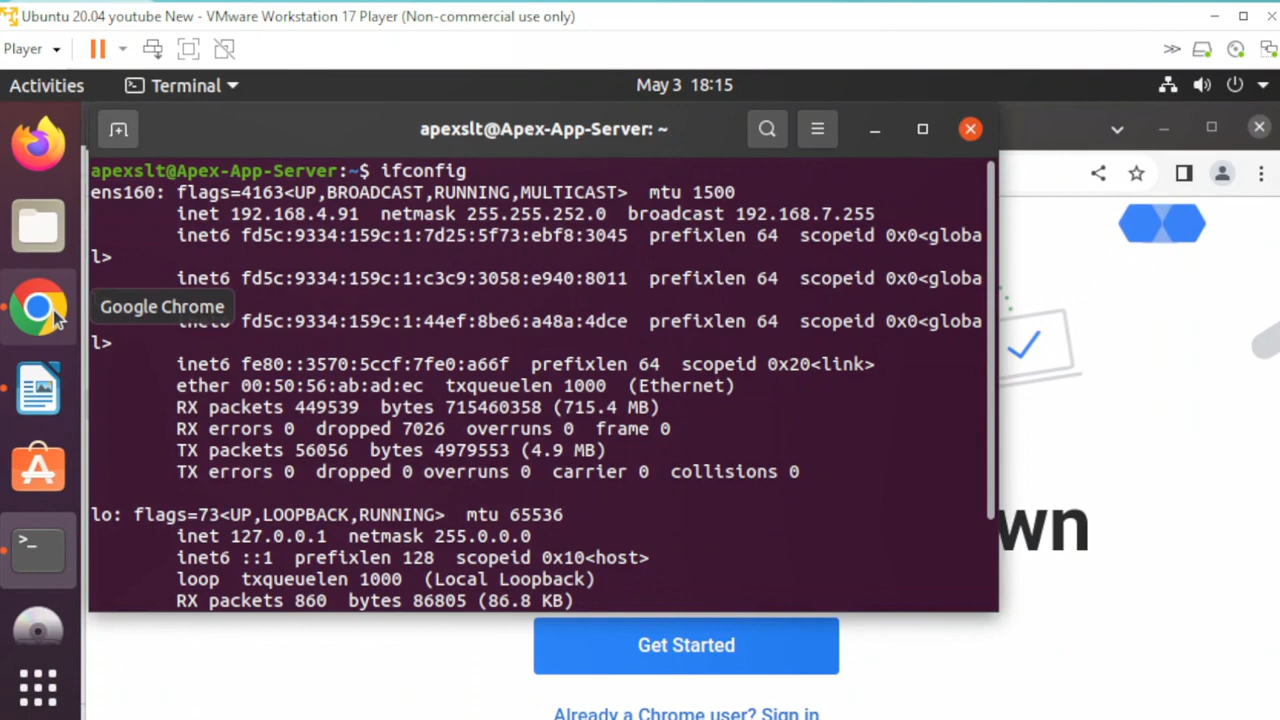 Ubuntu 20.04 youtube New - VMware Workstation 17 Player (Non-commercial use only)
Player
Activities
Terminal
May 3 18:15
apexslt@Apex-App-Server: ~
apexslt@Apex-App-Server:~$ ifconfig
ens160: flags=4163<UP,BROADCAST,RUNNING,MULTICAST> mtu 1500
inet 192.168.4.91 netmask 255.255.252.0 broadcast 192.168.7.255
inet6 fd5c:9334:159c:1:7d25:5f73:ebf8:3045 prefixlen 64 scopeid 0x0<globa
l>
inet6 fd5c:9334:159c:1:c3c9:3058:e940:8011 prefixlen 64 scopeid 0x0<globa
Google Chrome
inet6 fd5c:9334:159c:1:44ef:8be6:a48a:4dce prefixlen 64 scopeid 0x0<globa
l>
inet6 fe80::3570:5ccf:7fe0:a66f prefixlen 64 scopeid 0x20<link>
ether 00:50:56:ab:ad:ec txqueuelen 1000 (Ethernet)
RX packets 449539 bytes 715460358 (715.4 MB)
RX errors 0 dropped 7026 overruns 0 frame 0
TX packets 56056 bytes 4979553 (4.9 MB)
TX errors 0 dropped 0 overruns 0 carrier 0 collisions 0
lo: flags=73<UP,LOOPBACK,RUNNING> mtu 65536
inet 127.0.0.1 netmask 255.0.0.0
inet6 ::1 prefixlen 128 scopeid 0x10<host>
loop txqueuelen 1000 (Local Loopback)
RX packets 860 bytes 86805 (86.8 KB)
wn
Get Started
Already a Chrome user? Sign in